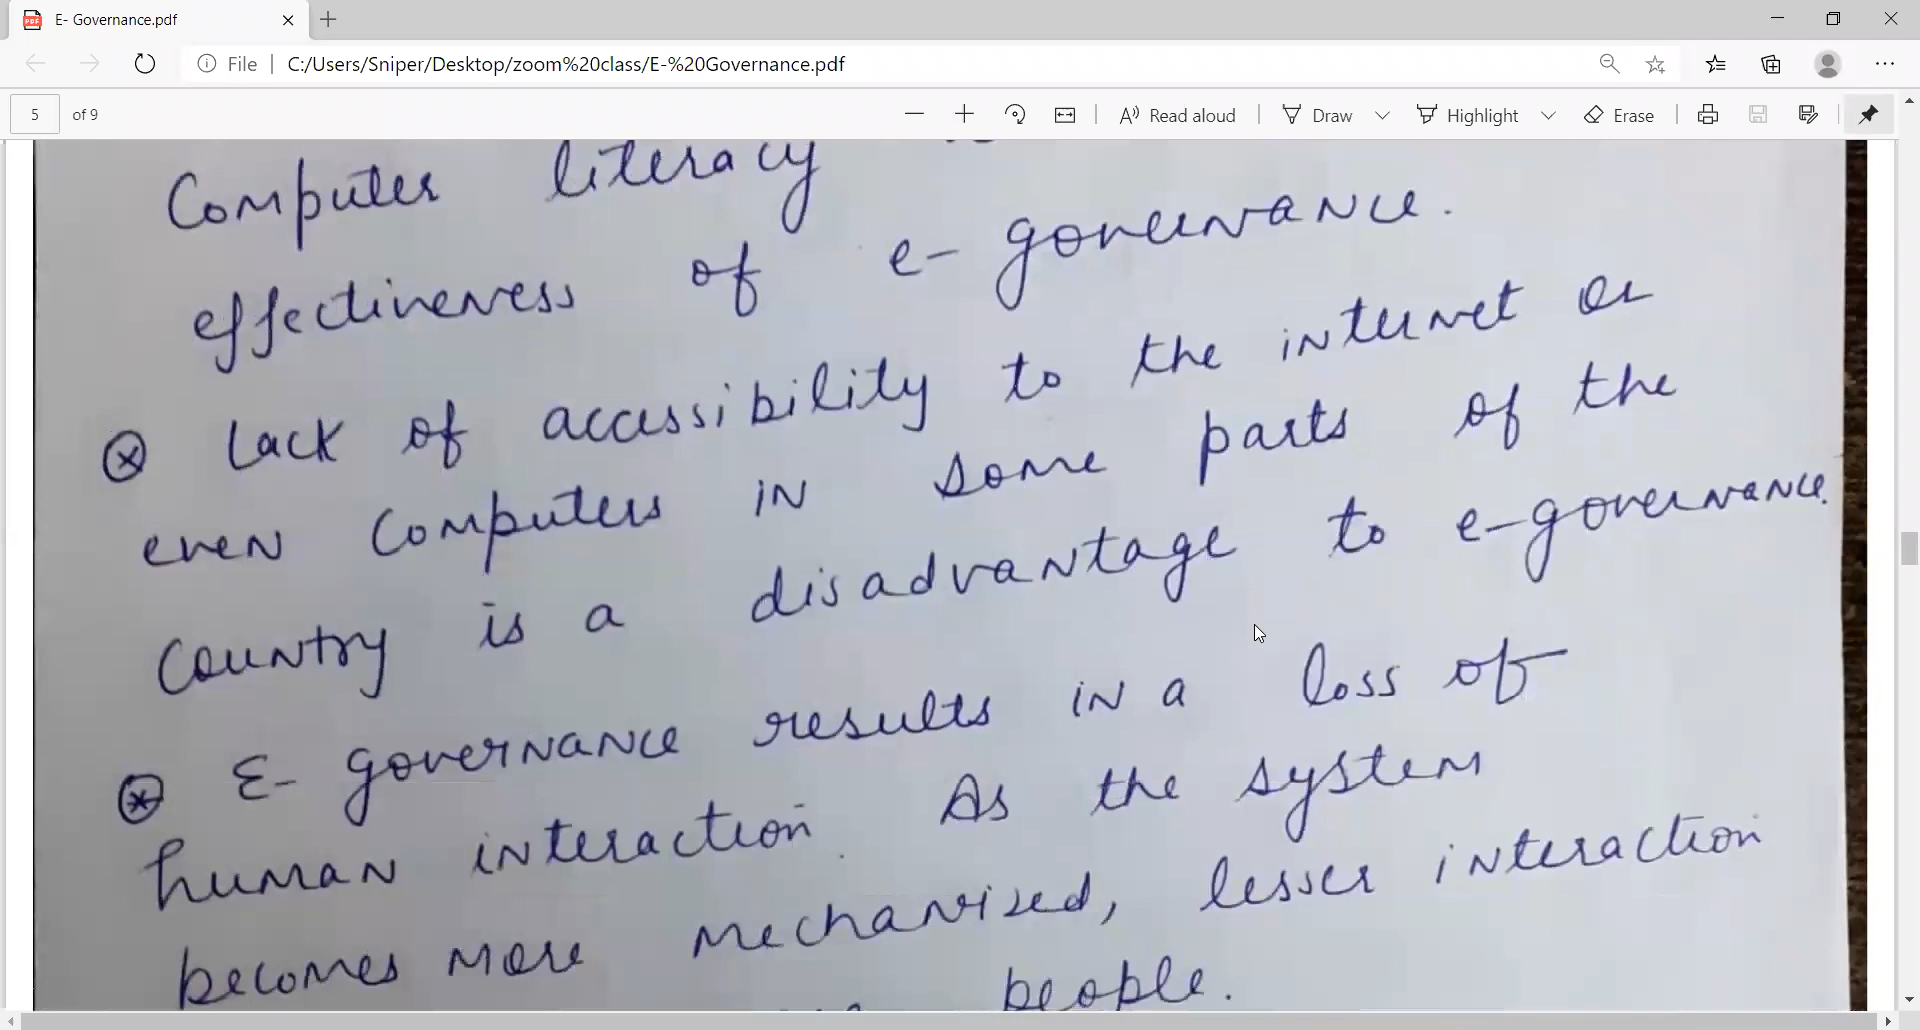 E- Governance.pdf
File
C:/Users/Sniper/Desktop/zoom%20class/E-%20Governance.pdf
5 of 9
Read aloud
Draw
Highlight
Erase
Computer literacy
effectiveness of e- governance.
Lack of accessibility to the internet or
even computers in some parts of the
country is a disadvantage to e-governance.
E- governance results in a loss of
human interaction. As the system
becomes more mechanised, lesser interaction
people.